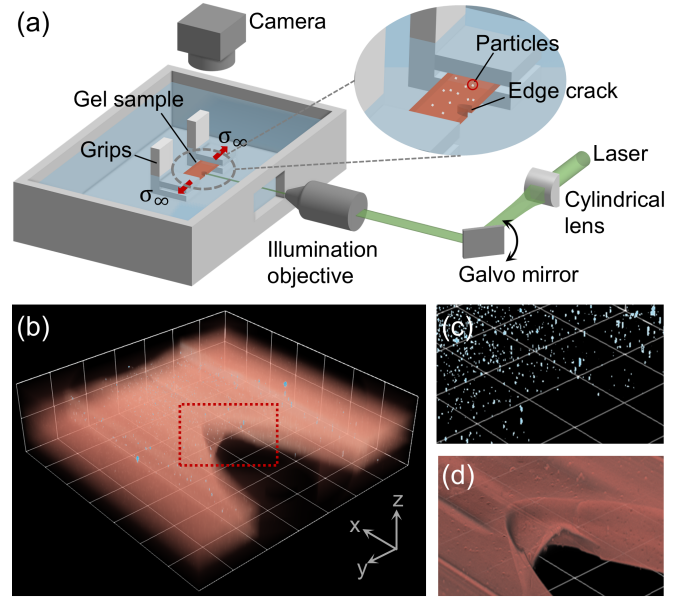 (a)
Camera
Particles
Gel sample
Edge crack
σ∞
Grips
Laser
σ∞
Cylindrical
lens
Illumination
objective
Galvo mirror
(b)
(c)
z
x
y
(d)